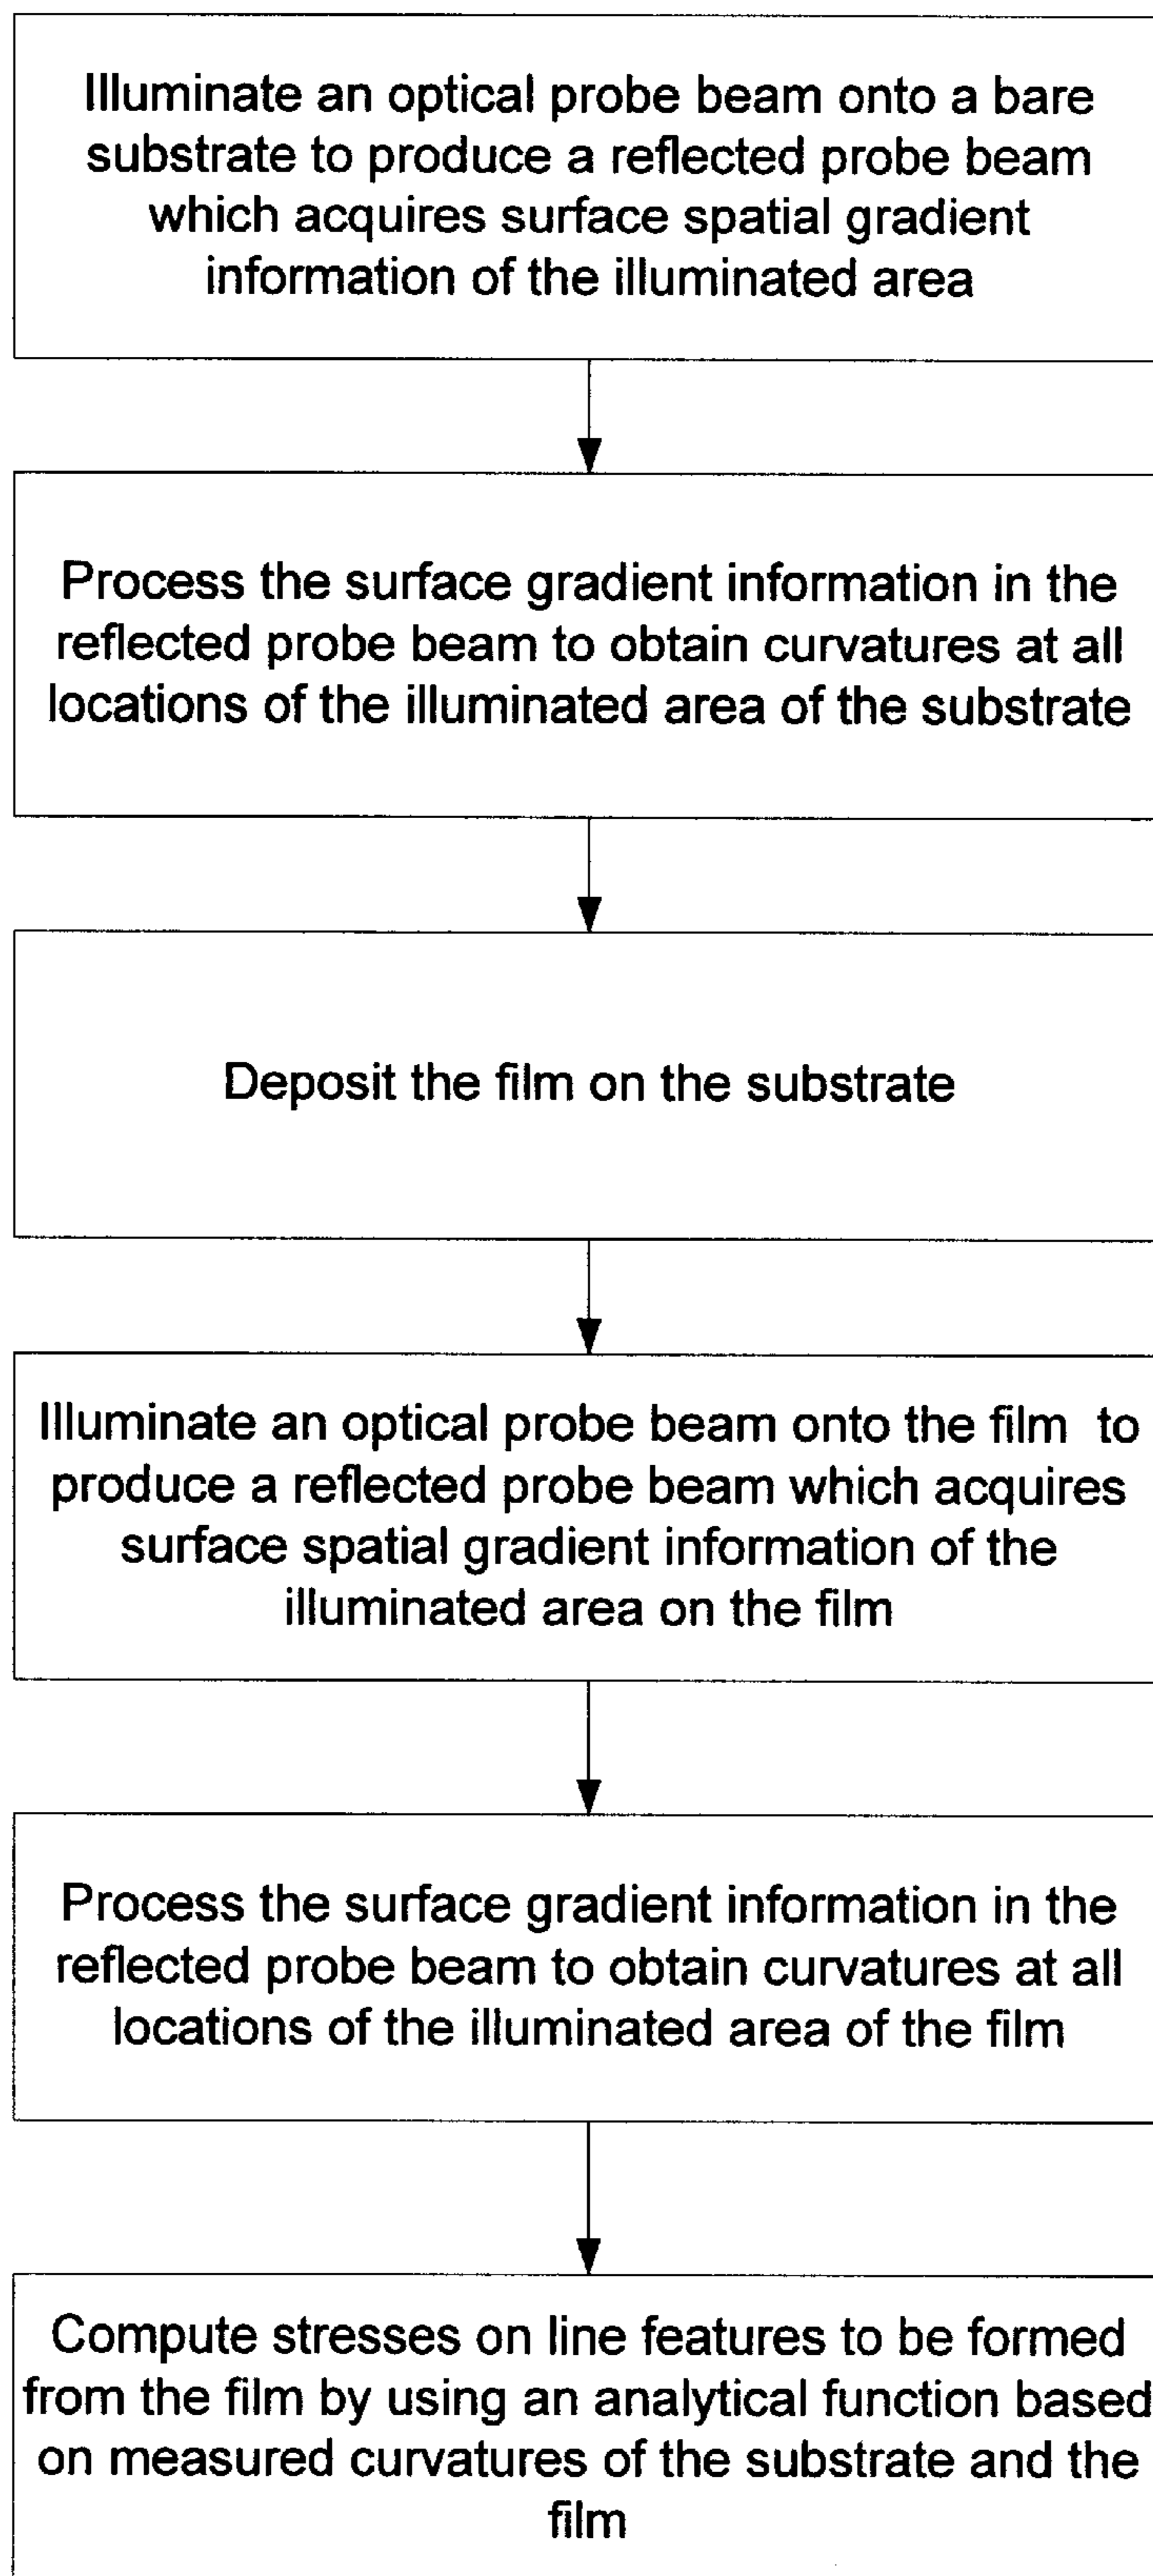 Illuminate an optical probe beam onto a bare
substrate to produce a reflected probe beam
which acquires surface spatial gradient
information of the illuminated area
Process the surface gradient information in the
reflected probe beam to obtain curvatures at all
locations of the illuminated area of the substrate
Deposit the film on the substrate
Illuminate an optical probe beam onto the film to
produce a reflected probe beam which acquires
surface spatial gradient information of the
illuminated area on the film
Process the surface gradient information in the
reflected probe beam to obtain curvatures at all
locations of the illuminated area of the film
Compute stresses on line features to be formed
from the film by using an analytical function based
on measured curvatures of the substrate and the
film